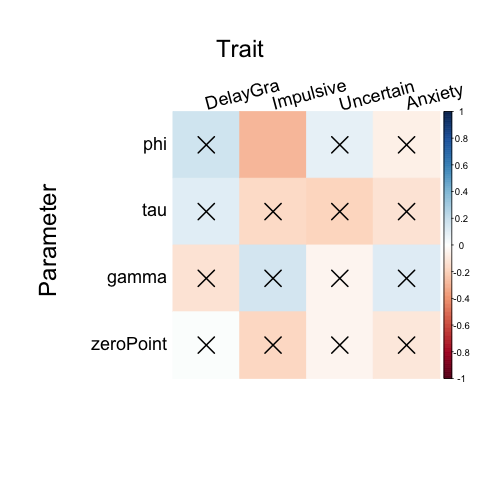 Trait
DelayGra Impulsive Uncertain Anxiety
Parameter
phi
tau
gamma
zeroPoint
1
0.8
0.6
0.4
0.2
0
-0.2
-0.4
-0.6
-0.8
-1